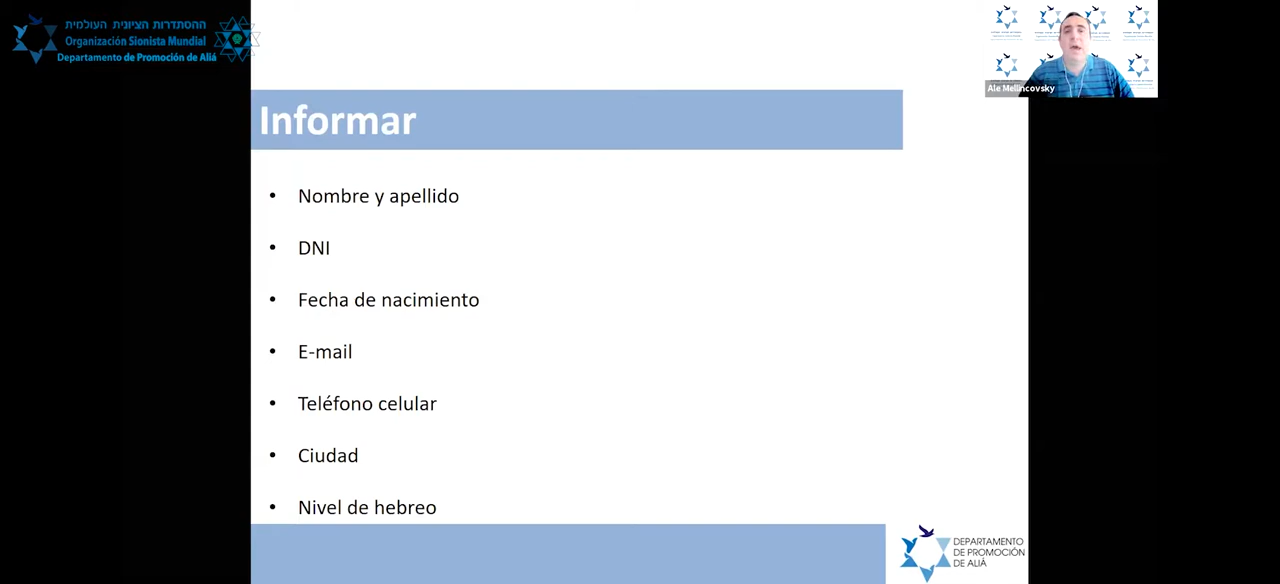 ההסתדרות הציונית העולמית
Organización Sionista Mundial
Departamento de Promoción de Aliá
Ale Mellincovsky
Informar
• Nombre y apellido
• DNI
• Fecha de nacimiento
• E-mail
• Teléfono celular
• Ciudad
• Nivel de hebreo
DEPARTAMENTO
DE PROMOCIÓN
DE ALIÁ